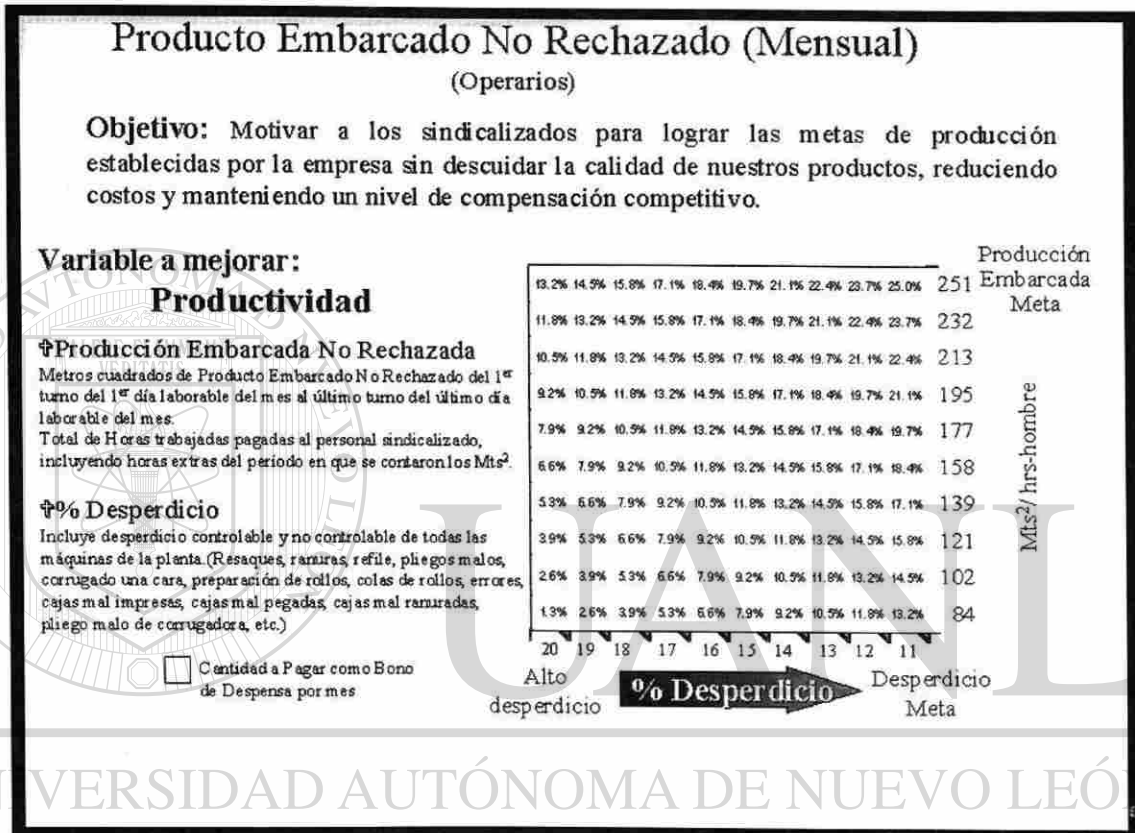 Producto Embarcado No Rechazado (Mensual)
(Operarios)
Objetivo: Motivar a los sindicalizados para lograr las metas de producción
establecidas por la empresa sin descuidar la calidad de nuestros productos, reduciendo
costos y manteniendo un nivel de compensación competitivo.
Variable a mejorar:
Productividad
✞Producción Embarcada No Rechazada
Metros cuadrados de Producto Embarcado No Rechazado del 1er
turno del 1er día laborable del mes al último turno del último día
laborable del mes.
Total de Horas trabajadas pagadas al personal sindicalizado,
incluyendo horas extras del periodo en que se contaron los Mts².
✞% Desperdicio
Incluye desperdicio controlable y no controlable de todas las
máquinas de la planta.(Resaques, ranuras, refile, pliegos malos,
corrugado una cara, preparación de rollos, colas de rollos, errores,
cajas mal impresas, cajas mal pegadas, cajas mal ranuradas,
pliego malo de corrugadora, etc.)
Cantidad a Pagar como Bono
de Despensa por mes
Producción
Embarcada
Meta
13.2% 14.5% 15.8% 17.1% 18.4% 19.7% 21.1% 22.4% 23.7% 25.0% 251
11.8% 13.2% 14.5% 15.8% 17.1% 18.4% 19.7% 21.1% 22.4% 23.7% 232
10.5% 11.8% 13.2% 14.5% 15.8% 17.1% 18.4% 19.7% 21.1% 22.4% 213
9.2% 10.5% 11.8% 13.2% 14.5% 15.8% 17.1% 18.4% 19.7% 21.1% 195
7.9% 9.2% 10.5% 11.8% 13.2% 14.5% 15.8% 17.1% 18.4% 19.7% 177
6.6% 7.9% 9.2% 10.5% 11.8% 13.2% 14.5% 15.8% 17.1% 18.4% 158
5.3% 6.6% 7.9% 9.2% 10.5% 11.8% 13.2% 14.5% 15.8% 17.1% 139
3.9% 5.3% 6.6% 7.9% 9.2% 10.5% 11.8% 13.2% 14.5% 15.8% 121
2.6% 3.9% 5.3% 6.6% 7.9% 9.2% 10.5% 11.8% 13.2% 14.5% 102
1.3% 2.6% 3.9% 5.3% 6.6% 7.9% 9.2% 10.5% 11.8% 13.2% 84
Mts²/ hrs-hombre
20 19 18 17 16 15 14 13 12 11
Alto
desperdicio
% Desperdicio
Desperdicio
Meta
UANL
UNIVERSIDAD AUTÓNOMA DE NUEVO LEÓ